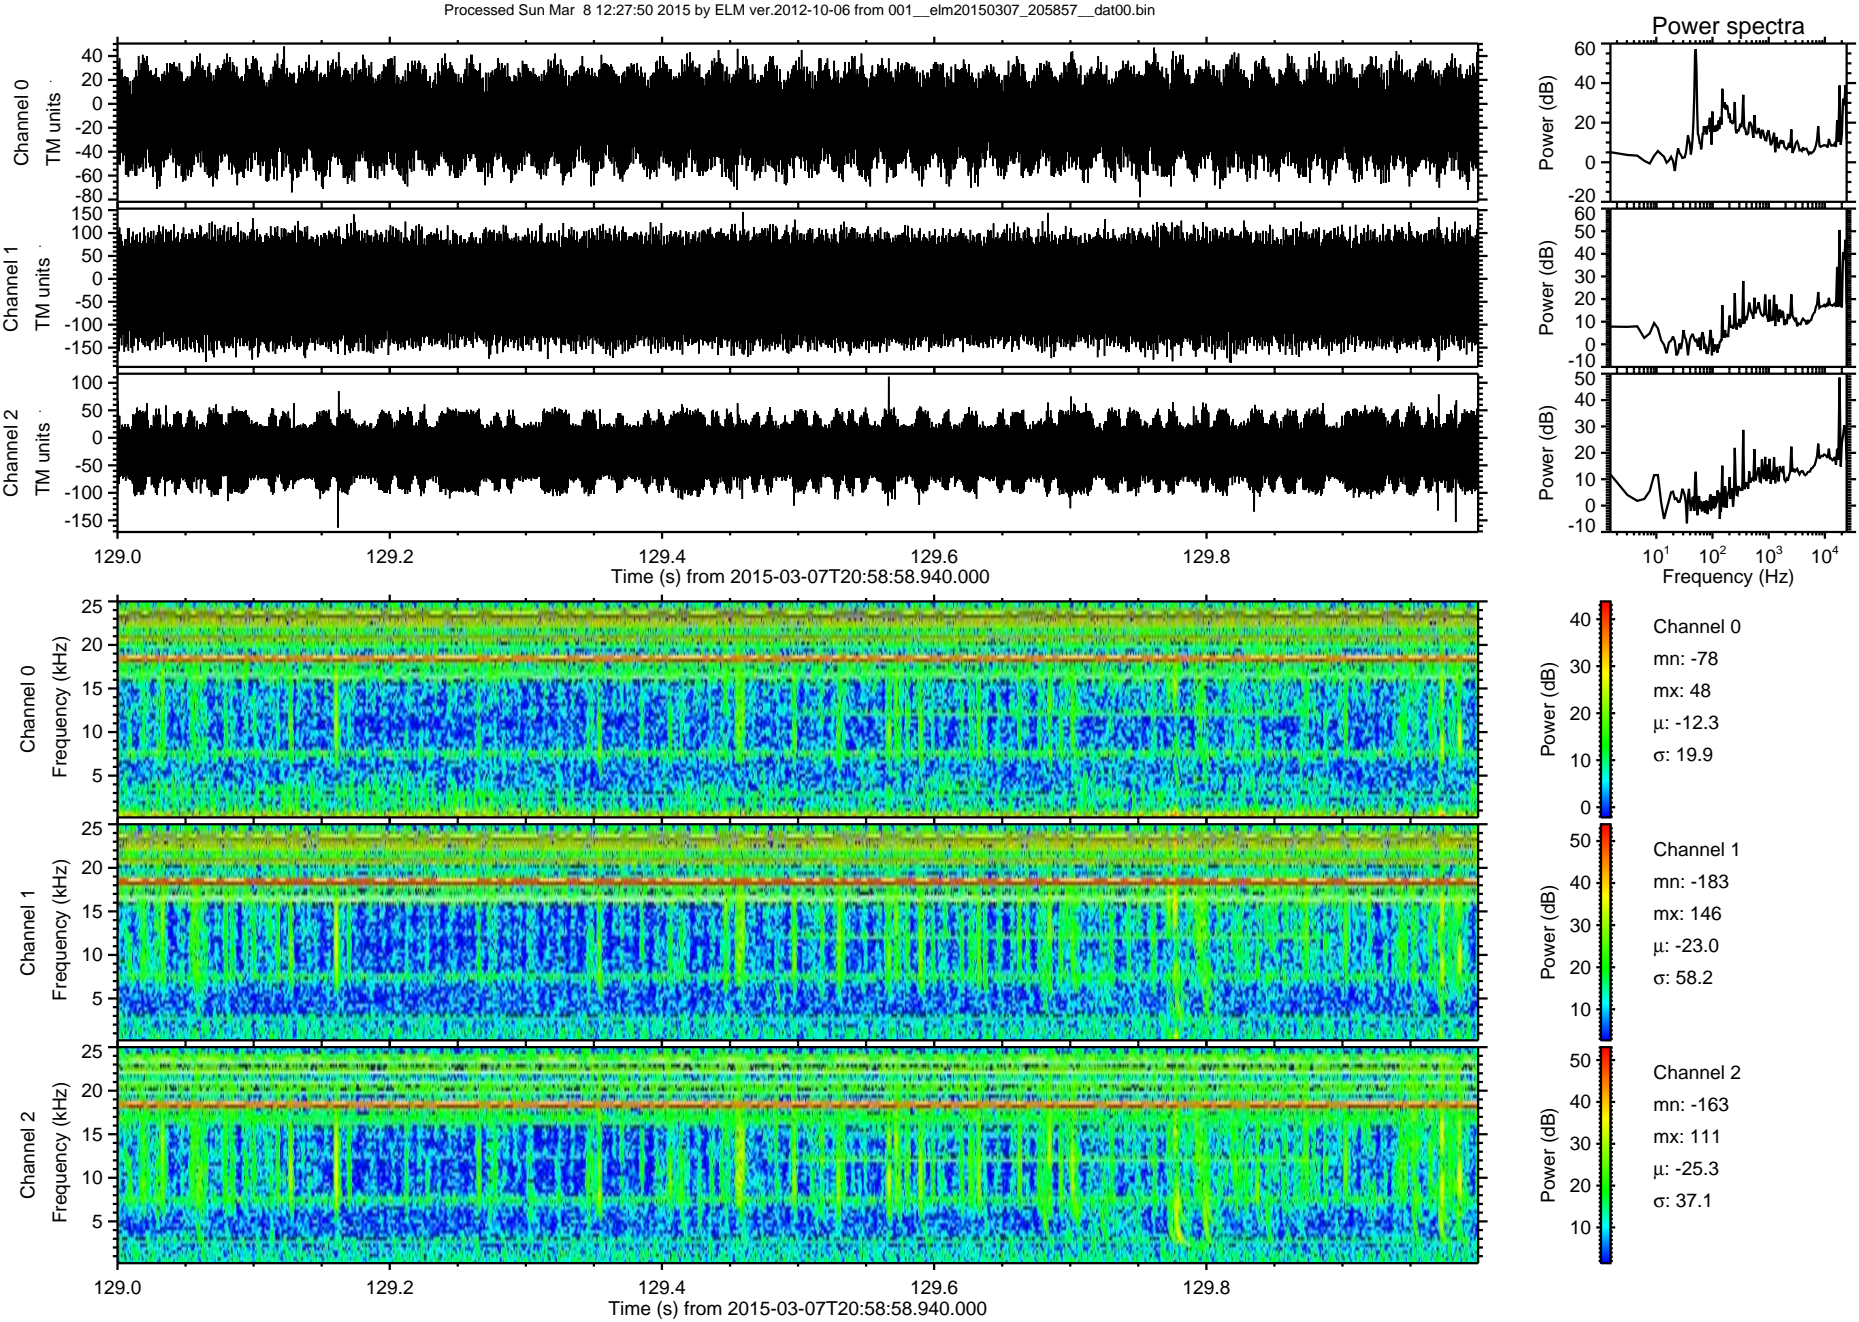 Processed Sun Mar  8 12:27:50 2015 by ELM ver.2012-10-06 from 001__elm20150307_205857__dat00.bin
Power spectra
Channel 0
TM units
40
20
0
-20
-40
-60
-80
Power (dB)
60
40
20
0
-20
Channel 1
TM units
150
100
50
0
-50
-100
-150
Power (dB)
60
50
40
30
20
10
0
-10
Channel 2
TM units
100
50
0
-50
-100
-150
Power (dB)
50
40
30
20
10
0
-10
129.0 129.2 129.4 129.6 129.8
Time (s) from 2015-03-07T20:58:58.940.000
10¹ 10² 10³ 10⁴
Frequency (Hz)
Channel 0
Frequency (kHz)
25
20
15
10
5
Power (dB)
40
30
20
10
0
Channel 0
mn: -78
mx: 48
μ: -12.3
σ: 19.9
Channel 1
Frequency (kHz)
25
20
15
10
5
Power (dB)
50
40
30
20
10
Channel 1
mn: -183
mx: 146
μ: -23.0
σ: 58.2
Channel 2
Frequency (kHz)
25
20
15
10
5
Power (dB)
50
40
30
20
10
Channel 2
mn: -163
mx: 111
μ: -25.3
σ: 37.1
129.0 129.2 129.4 129.6 129.8
Time (s) from 2015-03-07T20:58:58.940.000